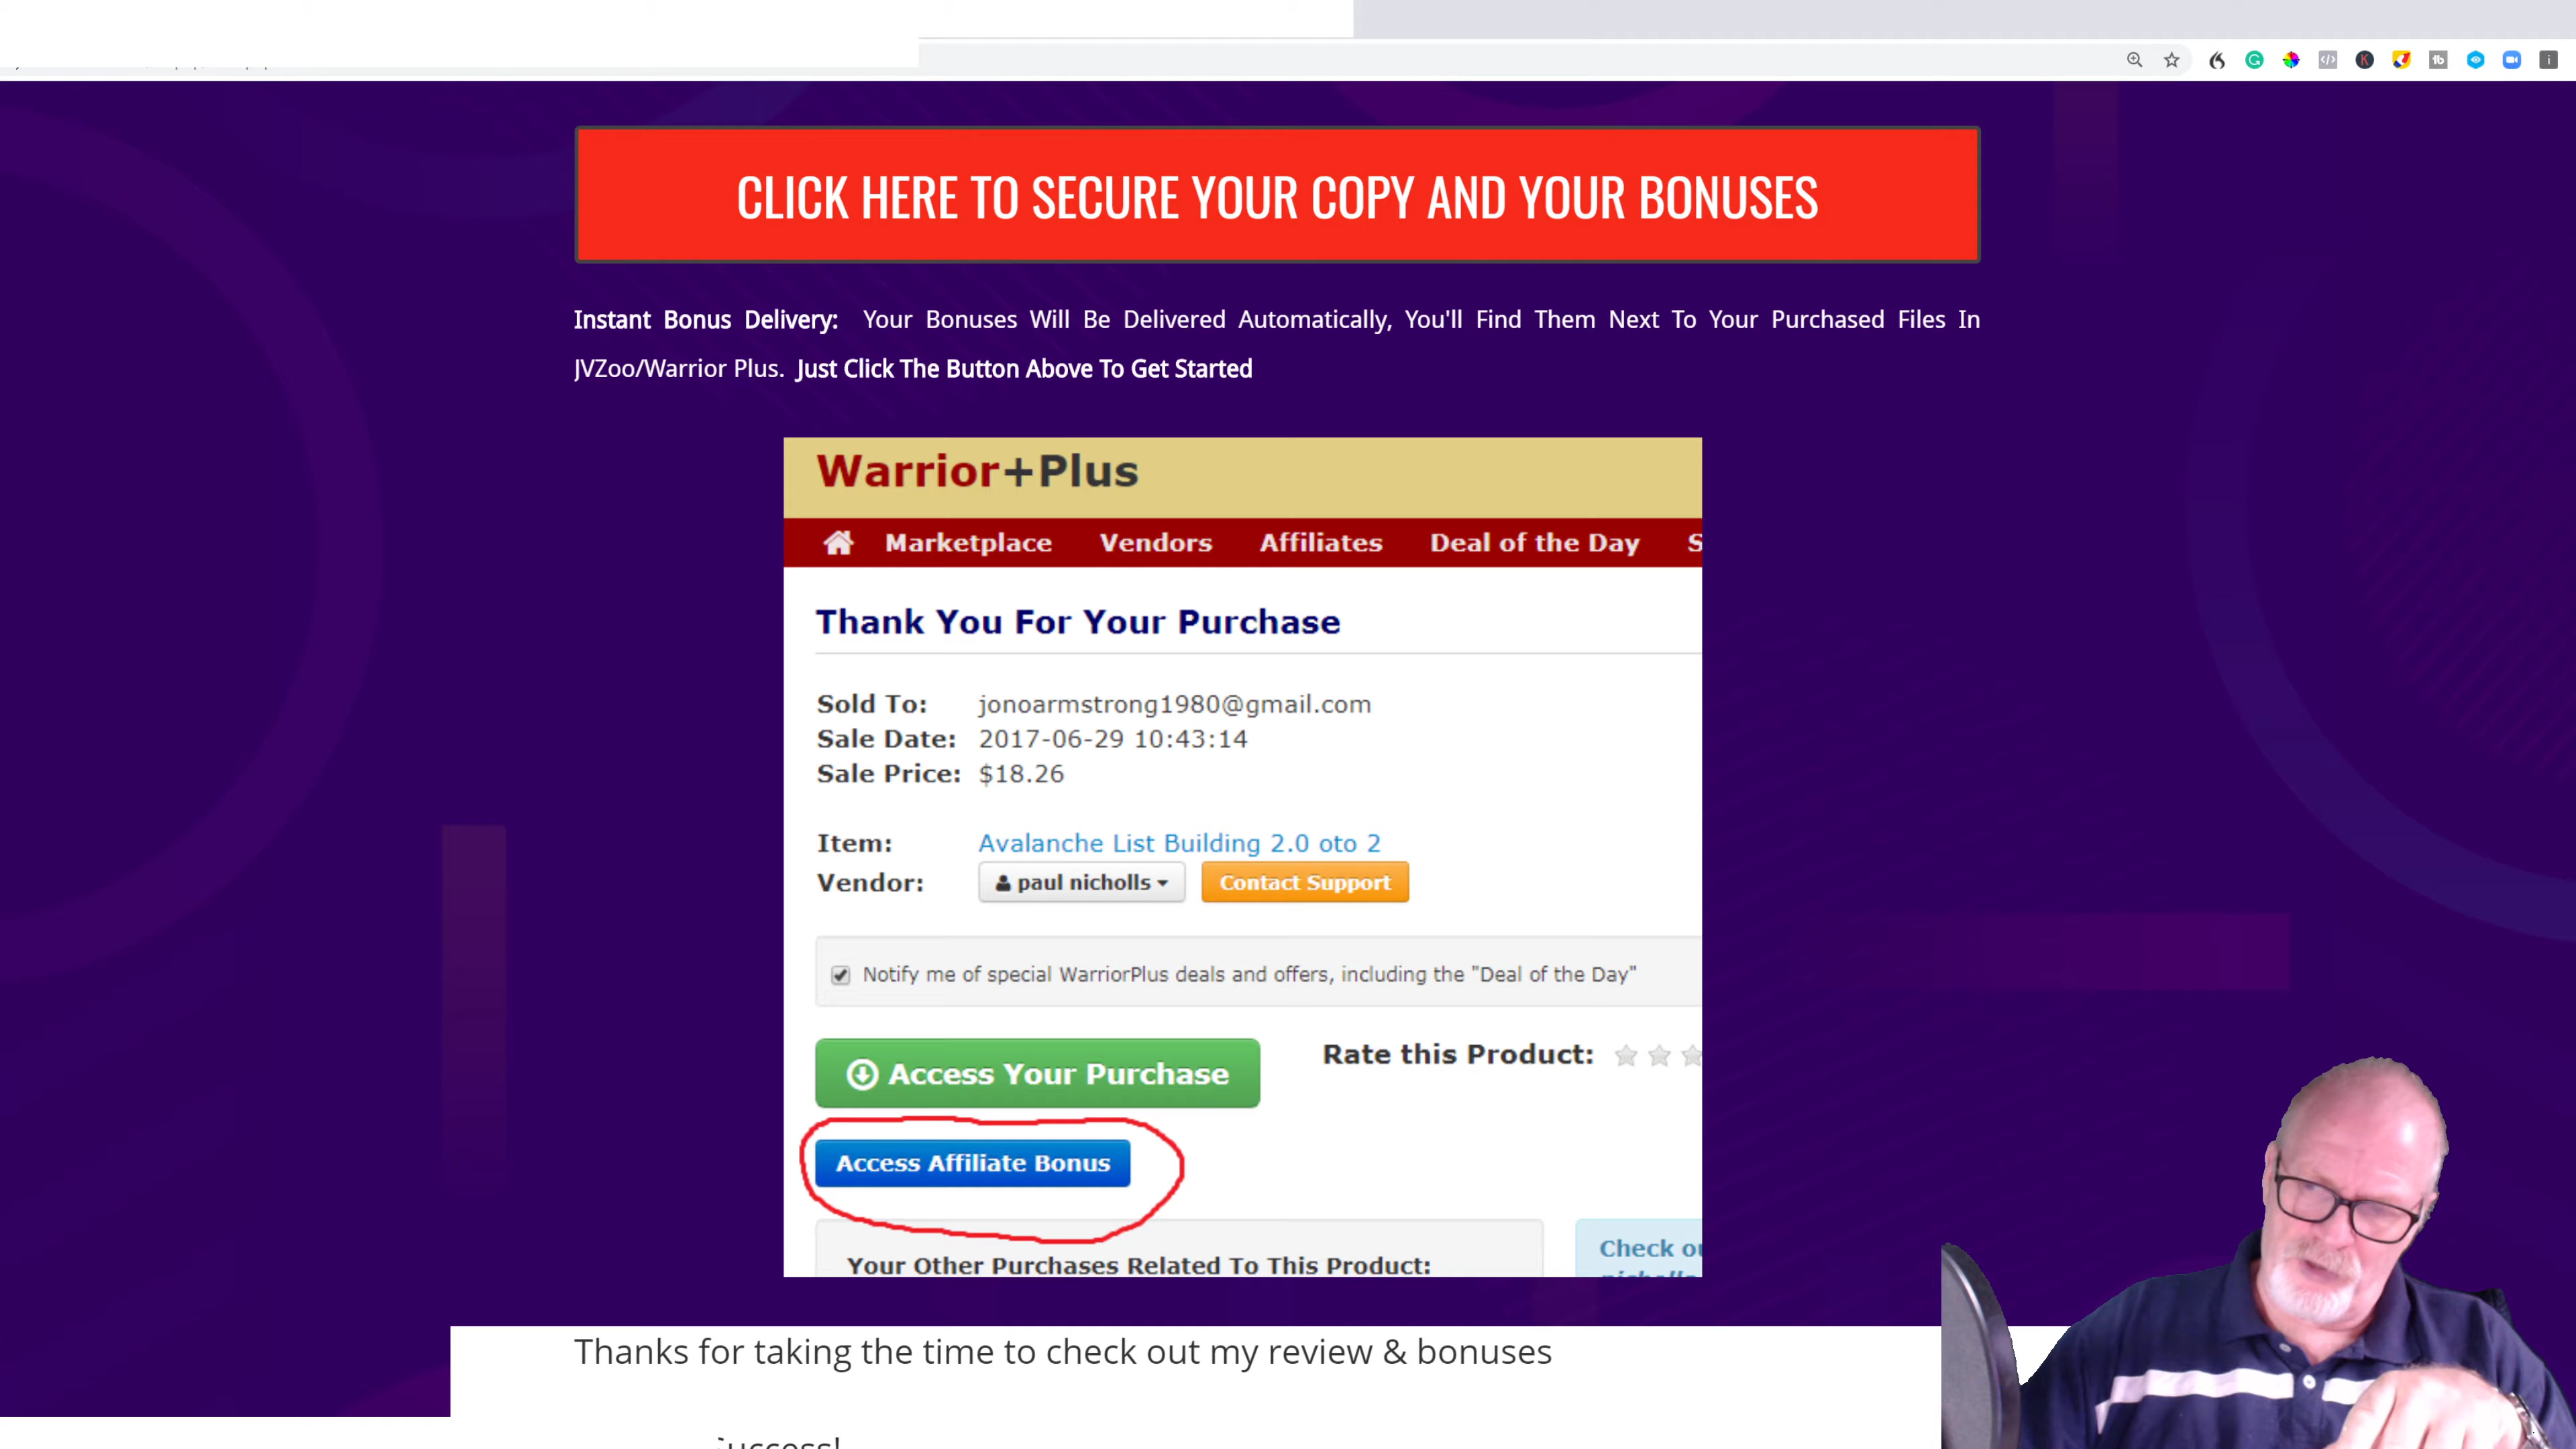 CLICK HERE TO SECURE YOUR COPY AND YOUR BONUSES
Instant Bonus Delivery: Your Bonuses Will Be Delivered Automatically, You'll Find Them Next To Your Purchased Files In
JVZoo/Warrior Plus. Just Click The Button Above To Get Started
Warrior+Plus
Marketplace Vendors Affiliates Deal of the Day S
Thank You For Your Purchase
Sold To: jonoarmstrong1980@gmail.com
Sale Date: 2017-06-29 10:43:14
Sale Price: $18.26
Item: Avalanche List Building 2.0 oto 2
Vendor: paul nicholls Contact Support
Notify me of special WarriorPlus deals and offers, including the "Deal of the Day"
Access Your Purchase Rate this Product:
Access Affiliate Bonus
Your Other Purchases Related To This Product: Check
Thanks for taking the time to check out my review & bonuses